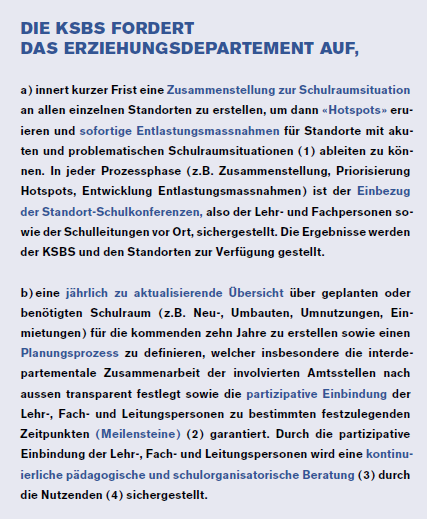 DIE KSBS FORDERT
DAS ERZIEHUNGSDEPARTEMENT AUF,
a) innert kurzer Frist eine Zusammenstellung zur Schulraumsituation
an allen einzelnen Standorten zu erstellen, um dann «Hotspots» eru-
ieren und sofortige Entlastungsmassnahmen für Standorte mit aku-
ten und problematischen Schulraumsituationen (1) ableiten zu kön-
nen. In jeder Prozessphase (z.B. Zusammenstellung, Priorisierung
Hotspots, Entwicklung Entlastungsmassnahmen) ist der Einbezug
der Standort-Schulkonferenzen, also der Lehr- und Fachpersonen so-
wie der Schulleitungen vor Ort, sichergestellt. Die Ergebnisse werden
der KSBS und den Standorten zur Verfügung gestellt.
b) eine jährlich zu aktualisierende Übersicht über geplanten oder
benötigten Schulraum (z.B. Neu-, Umbauten, Umnutzungen, Ein-
mietungen) für die kommenden zehn Jahre zu erstellen sowie einen
Planungsprozess zu definieren, welcher insbesondere die interde-
partementale Zusammenarbeit der involvierten Amtsstellen nach
aussen transparent festlegt sowie die partizipative Einbindung der
Lehr-, Fach- und Leitungspersonen zu bestimmten festzulegenden
Zeitpunkten (Meilensteine) (2) garantiert. Durch die partizipative
Einbindung der Lehr-, Fach- und Leitungspersonen wird eine kontinu-
ierliche pädagogische und schulorganisatorische Beratung (3) durch
die Nutzenden (4) sichergestellt.